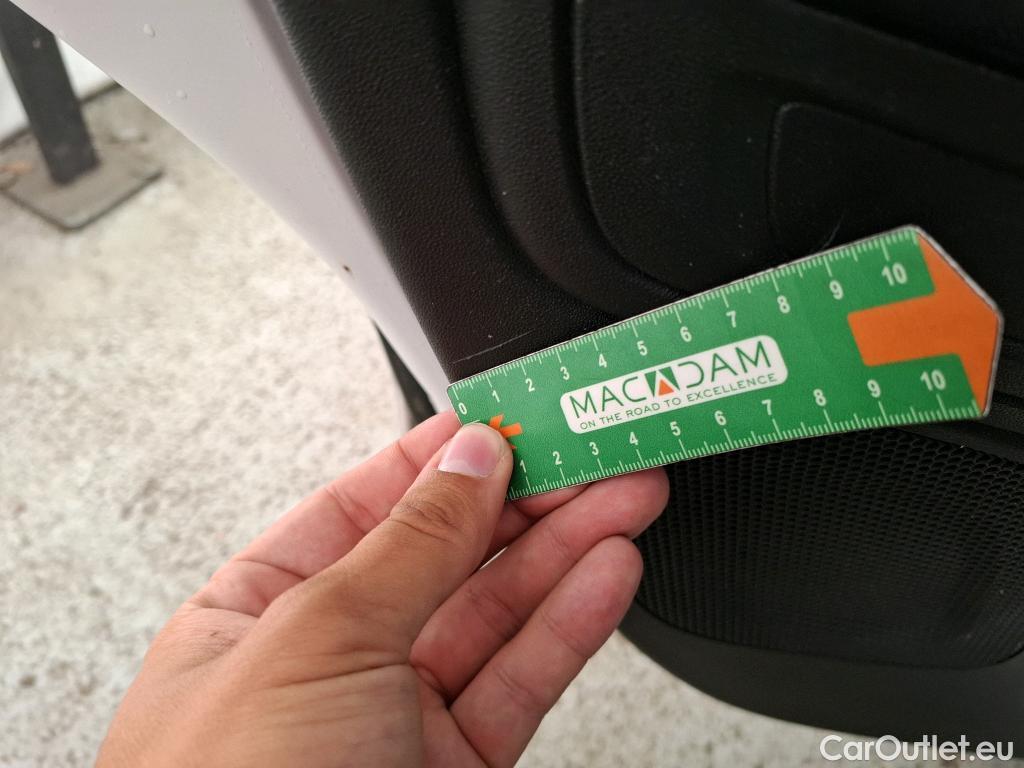 0 1 2 3 4 5 6 7 8 9 10
MACADAM
ON THE ROAD TO EXCELLENCE
1 2 3 4 5 6 7 8 9 10
CarOutlet.eu